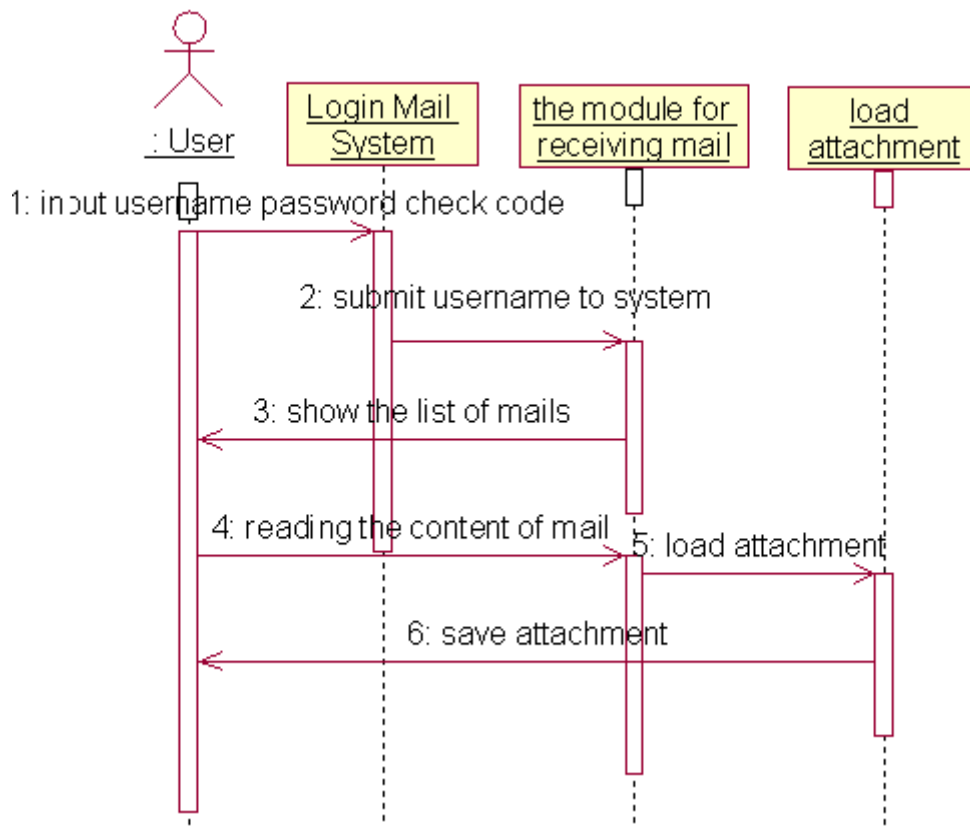 : User
Login Mail
System
the module for
receiving mail
load
attachment
1: input username password check code
2: submit username to system
3: show the list of mails
4: reading the content of mail
5: load attachment
6: save attachment